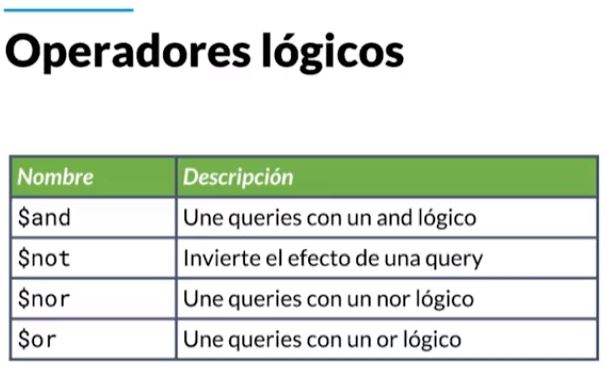 Operadores lógicos
Nombre Descripción
$and Une queries con un and lógico
$not Invierte el efecto de una query
$nor Une queries con un nor lógico
$or Une queries con un or lógico